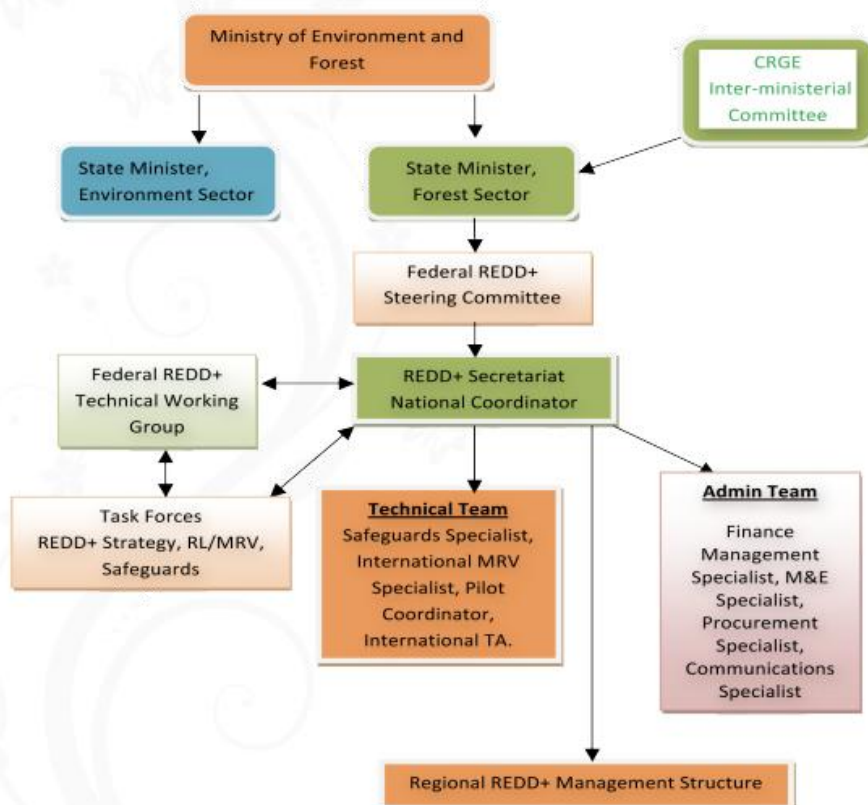 Ministry of Environment and
Forest
CRGE
Inter-ministerial
Committee
State Minister,
Environment Sector
State Minister,
Forest Sector
Federal REDD+
Steering Committee
Federal REDD+
Technical Working
Group
REDD+ Secretariat
National Coordinator
Task Forces
REDD+ Strategy, RL/MRV,
Safeguards
Technical Team
Safeguards Specialist,
International MRV
Specialist, Pilot
Coordinator,
International TA.
Admin Team
Finance
Management
Specialist, M&E
Specialist,
Procurement
Specialist,
Communications
Specialist
Regional REDD+ Management Structure